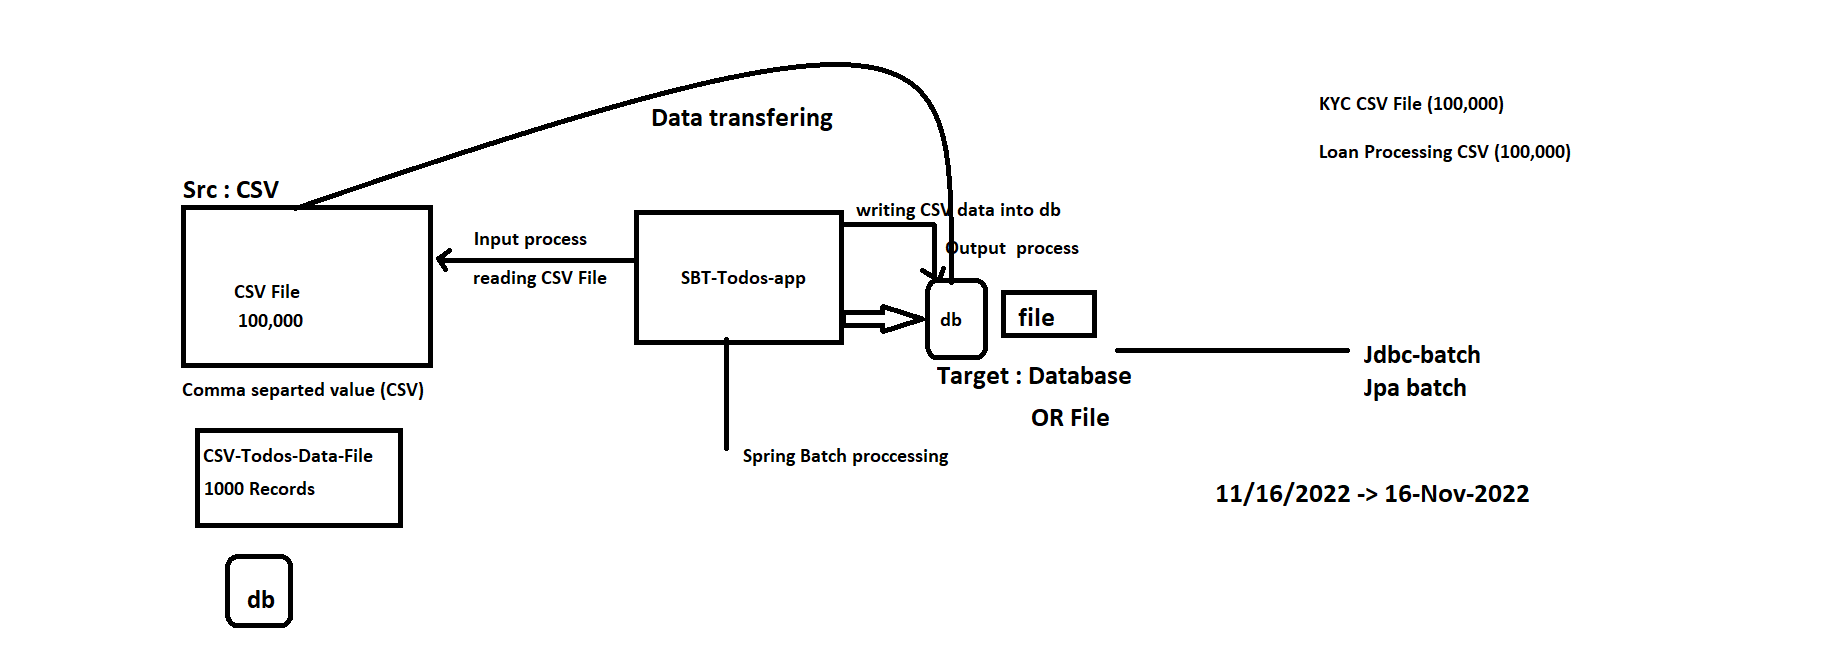 KYC CSV File (100,000)
Data transfering
Loan Processing CSV (100,000)
Src : CSV
writing CSV data into db
Input process
Output process
reading CSV File
SBT-Todos-app
CSV File
100,000
db
file
Jdbc-batch
Target : Database
Jpa batch
Comma separted value (CSV)
OR File
CSV-Todos-Data-File
Spring Batch proccessing
1000 Records
11/16/2022 -> 16-Nov-2022
db